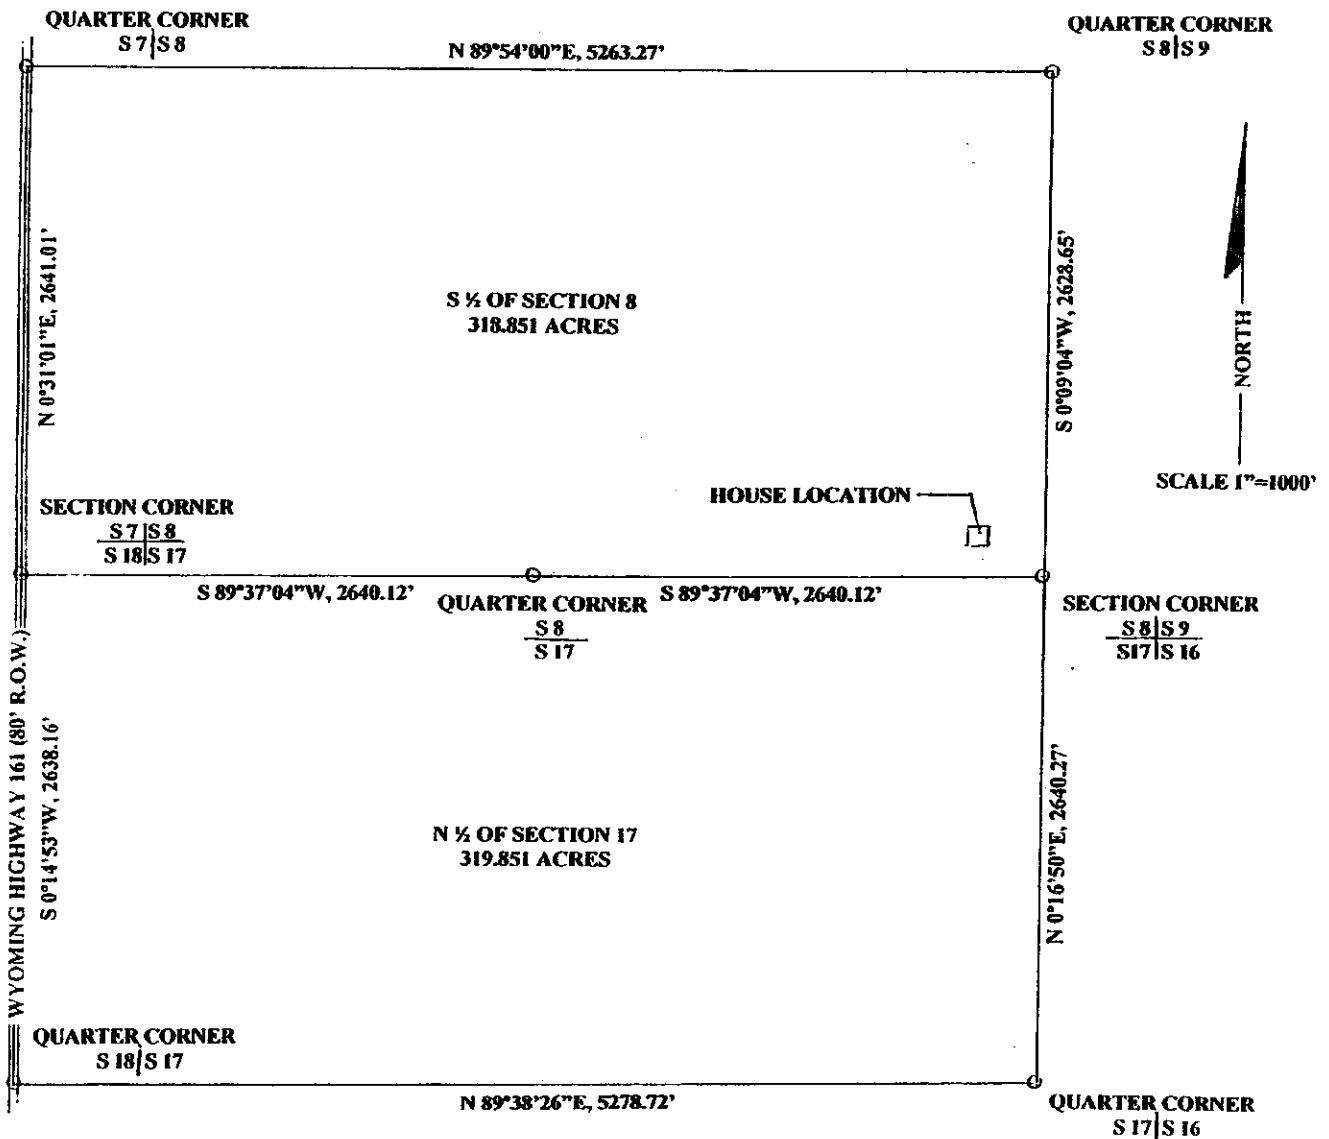 QUARTER CORNER
S 7|S 8
N 89°54'00"E, 5263.27'
QUARTER CORNER
S 8|S 9
N 0°31'01"E, 2641.01'
S ½ OF SECTION 8
318.851 ACRES
S 0°09'04"W, 2628.65'
NORTH
SCALE 1"=1000'
HOUSE LOCATION
SECTION CORNER
S 7|S 8
S 18|S 17
S 89°37'04"W, 2640.12'
QUARTER CORNER
S 8
S 17
S 89°37'04"W, 2640.12'
SECTION CORNER
S 8|S 9
S17|S 16
WYOMING HIGHWAY 161 (80' R.O.W.)
S 0°14'53"W, 2638.16'
N ½ OF SECTION 17
319.851 ACRES
N 0°16'50"E, 2640.27'
QUARTER CORNER
S 18|S 17
N 89°38'26"E, 5278.72'
QUARTER CORNER
S 17|S 16